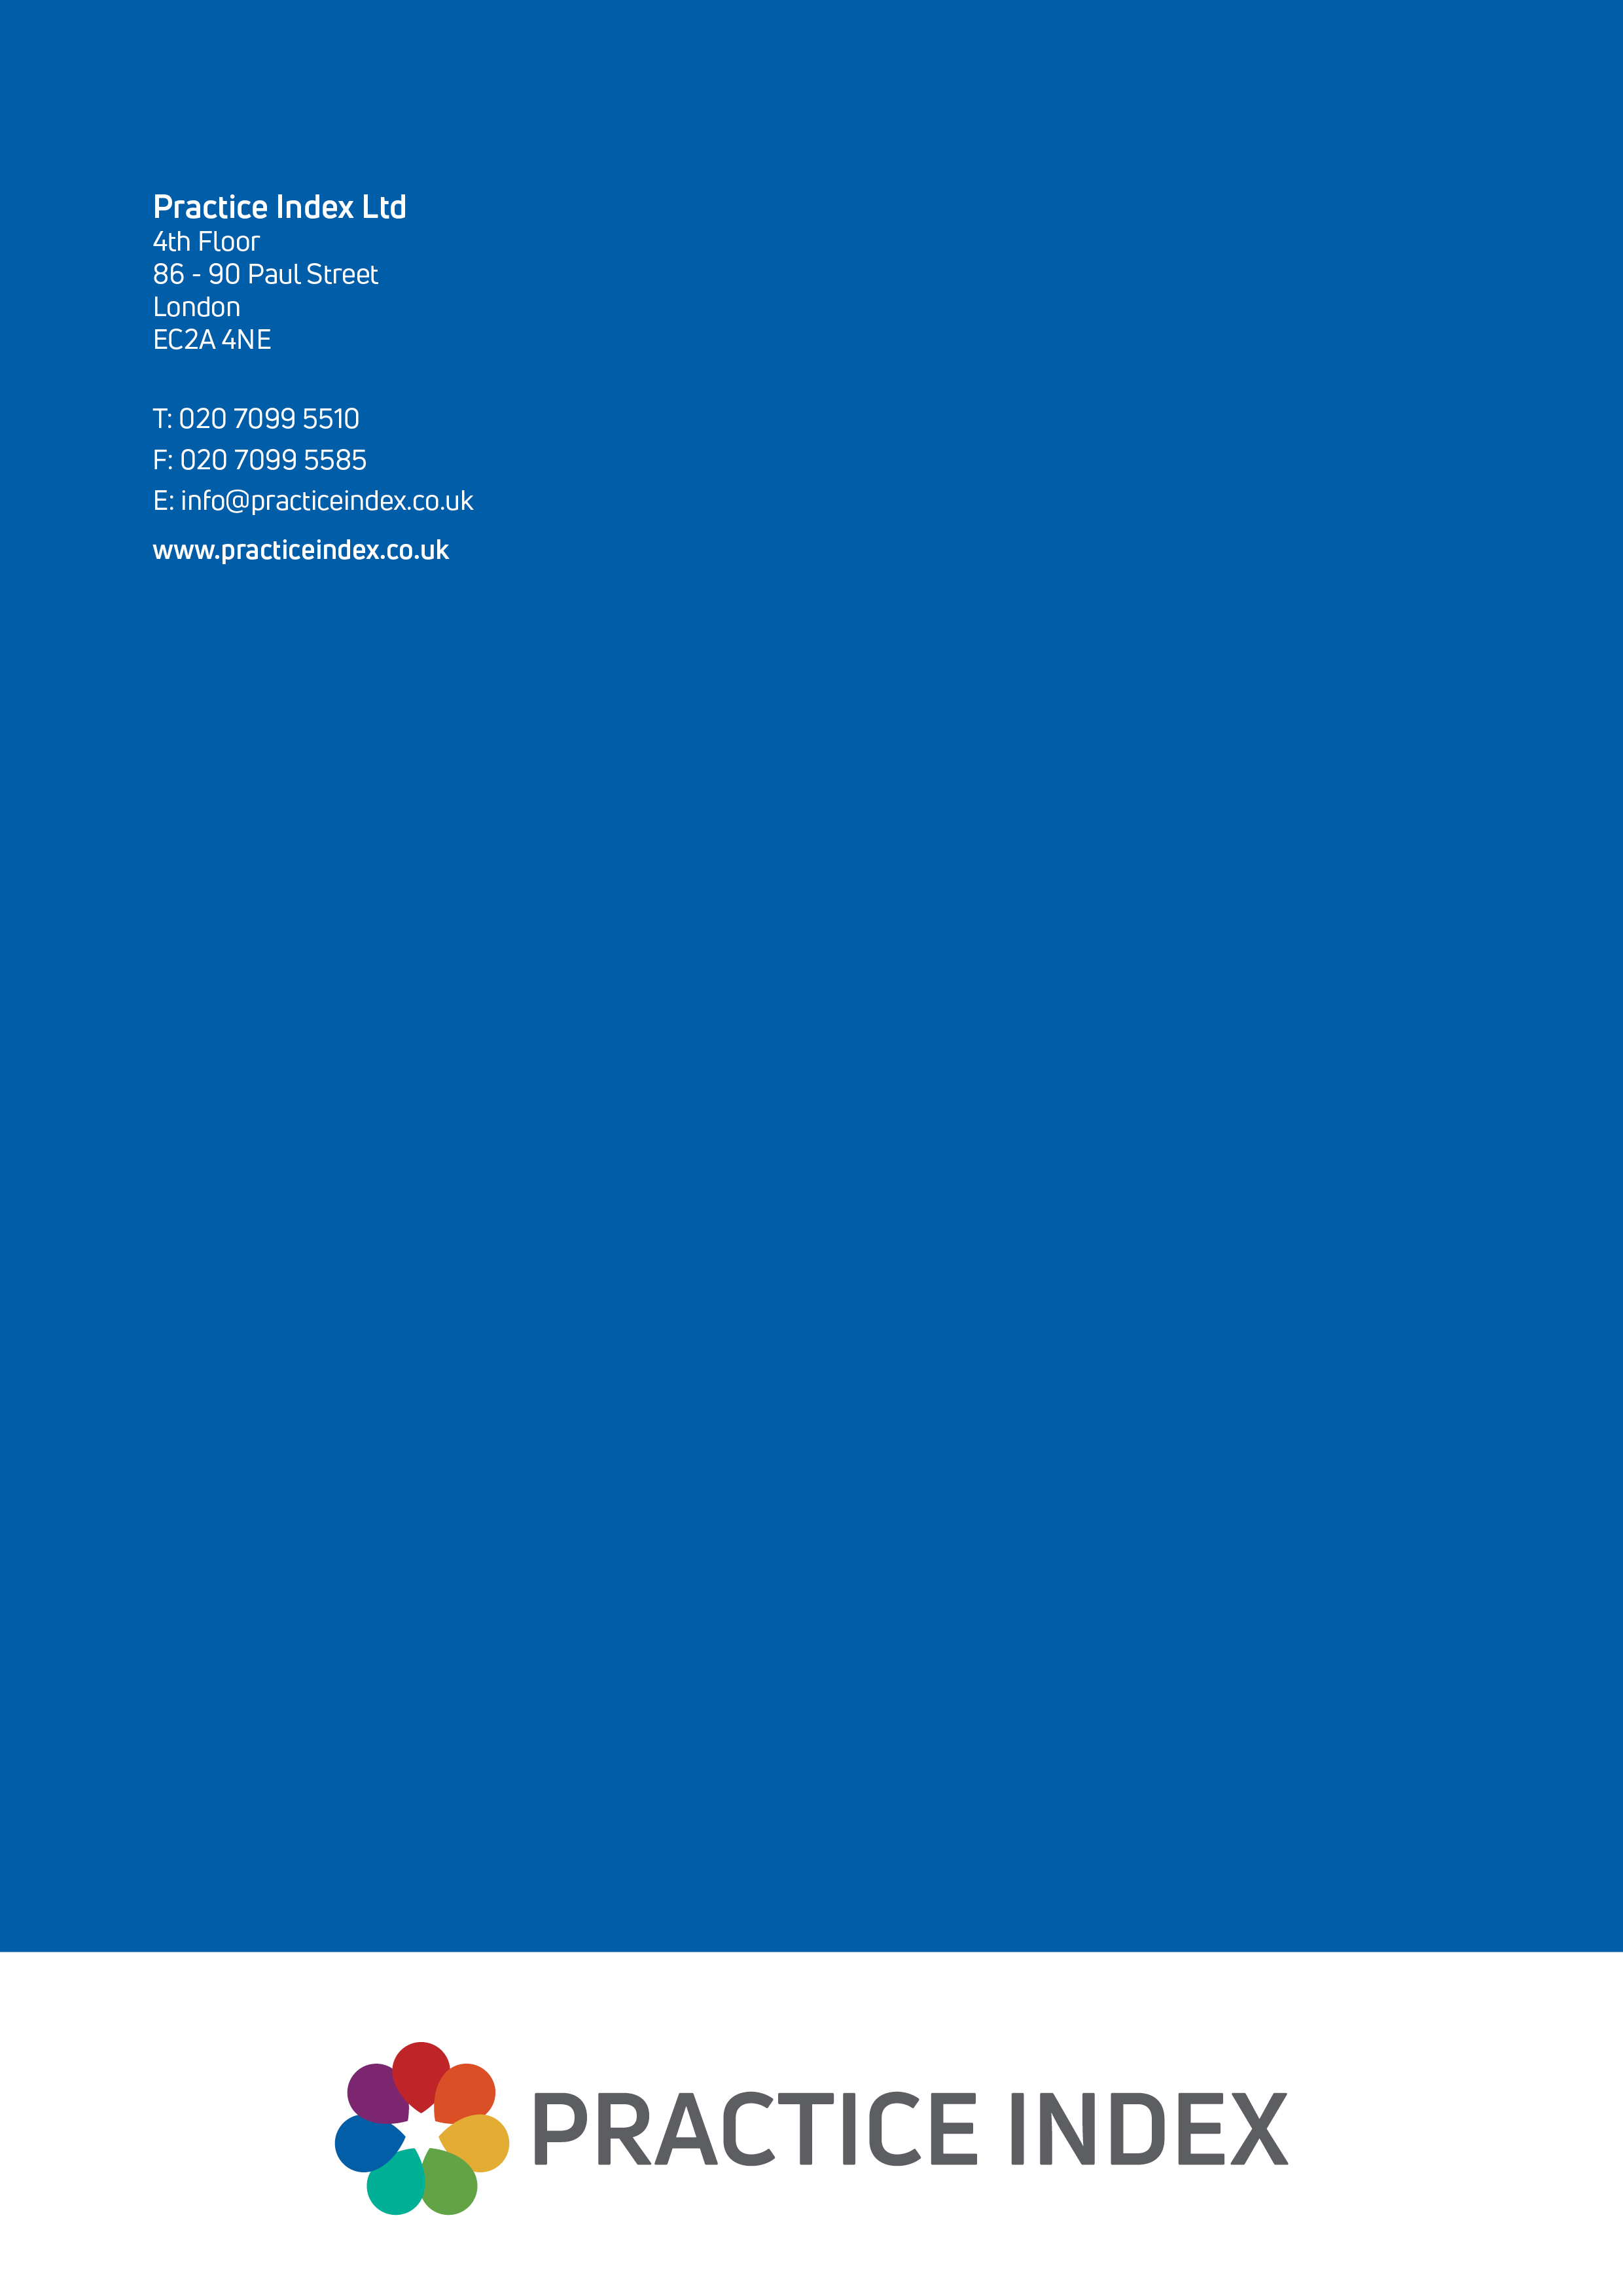 Practice Index Ltd
4th Floor
86 - 90 Paul Street
London
EC2A 4NE
T: 020 7099 5510
F: 020 7099 5585
E: info@practiceindex.co.uk
www.practiceindex.co.uk
PRACTICE INDEX